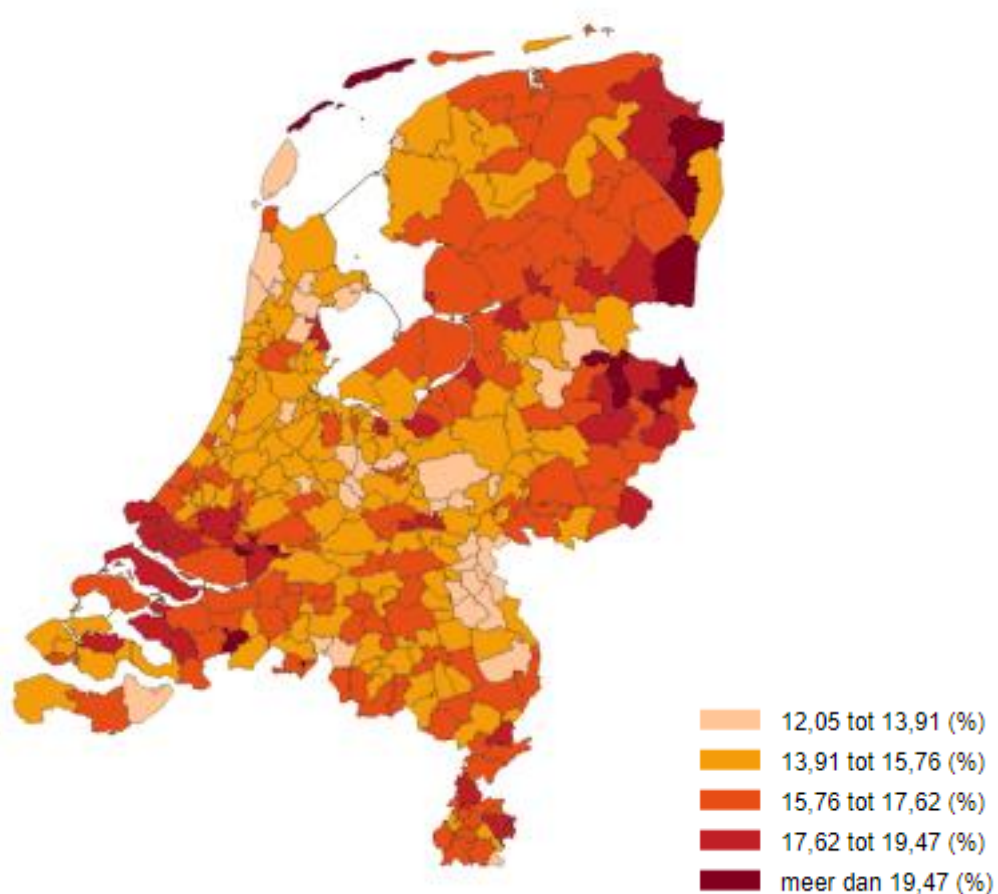 12,05 tot 13,91 (%)
13,91 tot 15,76 (%)
15,76 tot 17,62 (%)
17,62 tot 19,47 (%)
meer dan 19,47 (%)